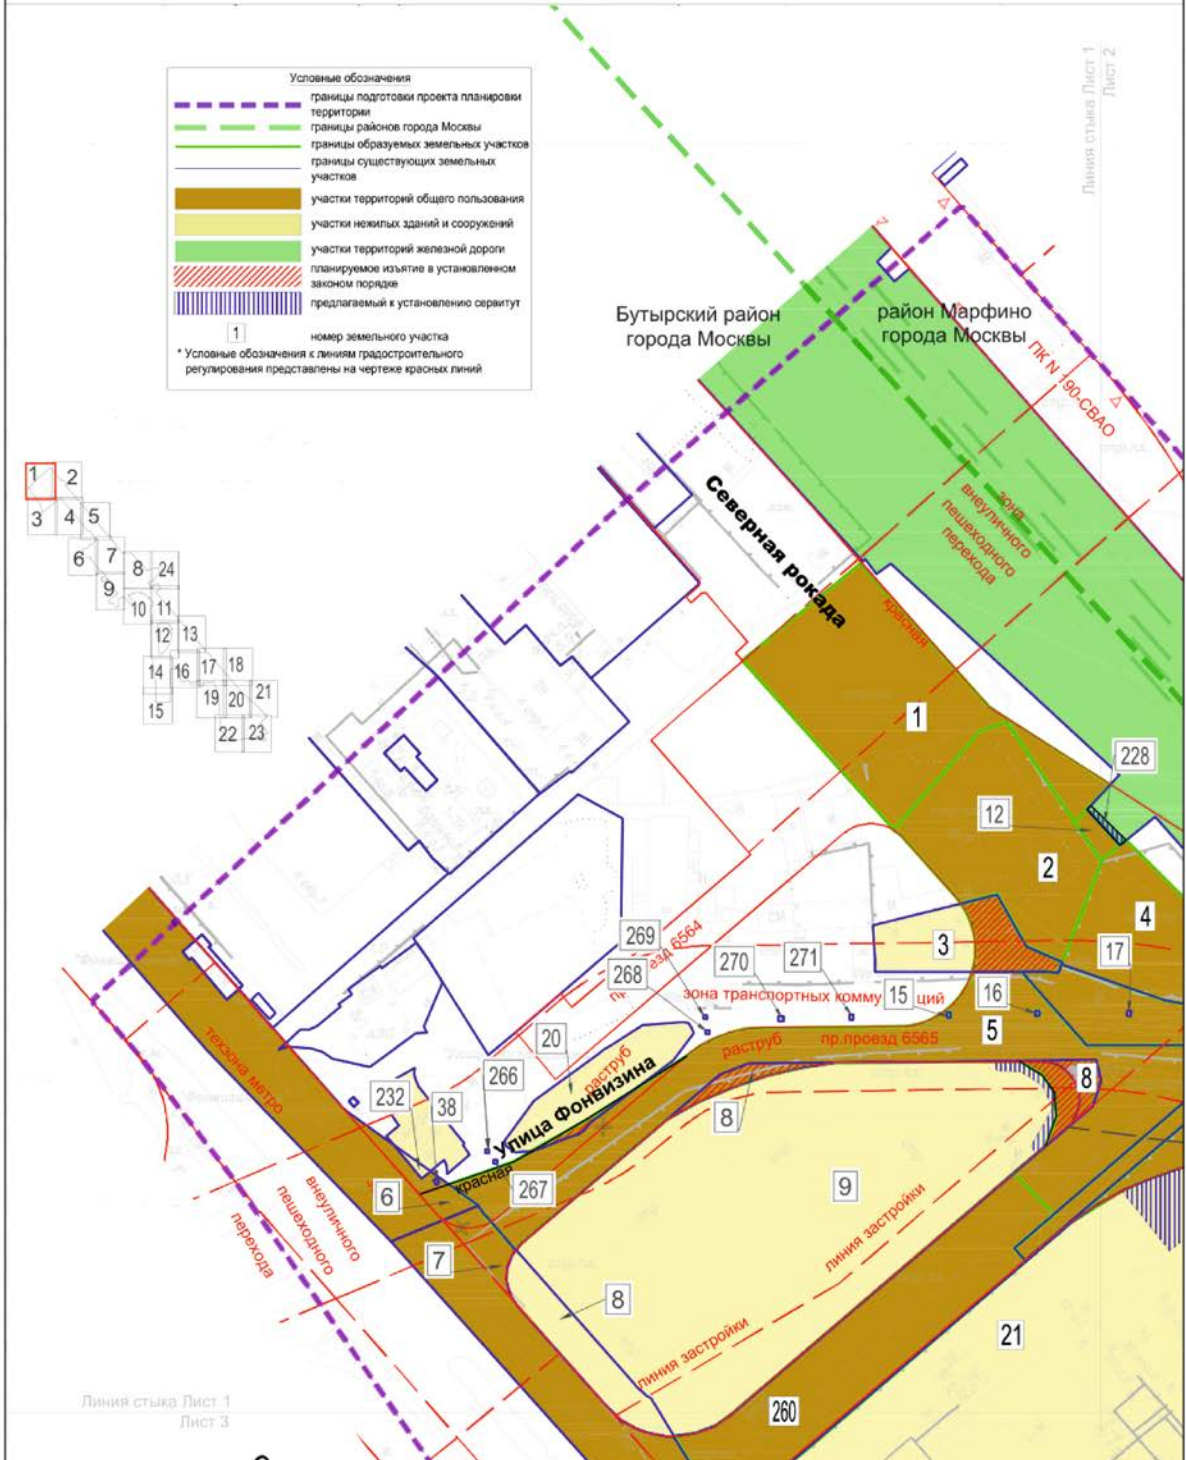 Условные обозначения
границы подготовки проекта планировки
территории
границы районов города Москвы
границы образуемых земельных участков
границы существующих земельных
участков
участки территорий общего пользования
участки нежилых зданий и сооружений
участки территорий железной дороги
планируемое изъятие в установленном
законом порядке
предлагаемый к установлению сервитут
1
номер земельного участка
* Условные обозначения к линиям градостроительного
регулирования представлены на чертеже красных линий
Линия стыка Лист 1
Лист 2
Бутырский район
города Москвы
район Марфино
города Москвы
ПК N 190-СВАО
1
2
3
4
5
6
7
8
24
9
10
11
12
13
14
16
17
18
15
19
20
21
22
23
Северная рокада
зона
внеуличного
пешеходного
перехода
красная
1
228
12
2
4
3
17
269
268
270
271
15
16
зона транспортных комму
ций
5
раструб
пр.проезд 6565
20
раструб
Улица Фонвизина
266
техзона метро
232
38
8
8
267
красная
6
9
внеуличного
пешеходного
перехода
7
линия застройки
8
21
линия застройки
260
Линия стыка Лист 1
Лист 3